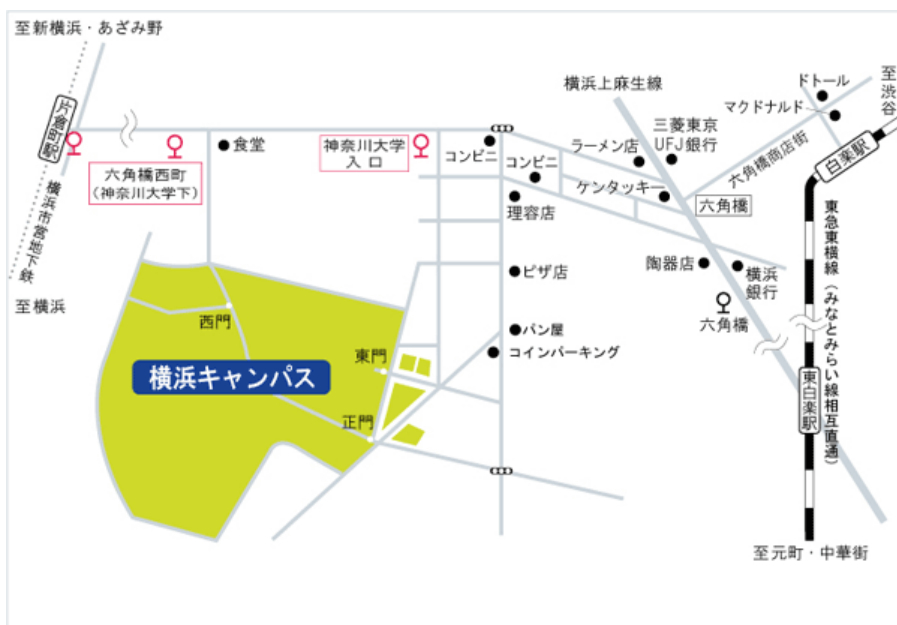 至新横浜・あざみ野
片倉町駅
横浜市営地下鉄
至横浜
六角橋西町
(神奈川大学下)
食堂
神奈川大学
入口
コンビニ
コンビニ
理容店
ピザ店
パン屋
コインパーキング
西門
横浜キャンパス
東門
正門
横浜上麻生線
ラーメン店
三菱東京
UFJ銀行
ケンタッキー
六角橋
陶器店
横浜
銀行
六角橋
ドトール
マクドナルド
六角橋商店街
至渋谷
白楽駅
東急東横線(みなとみらい線相互直通)
東白楽駅
至元町・中華街